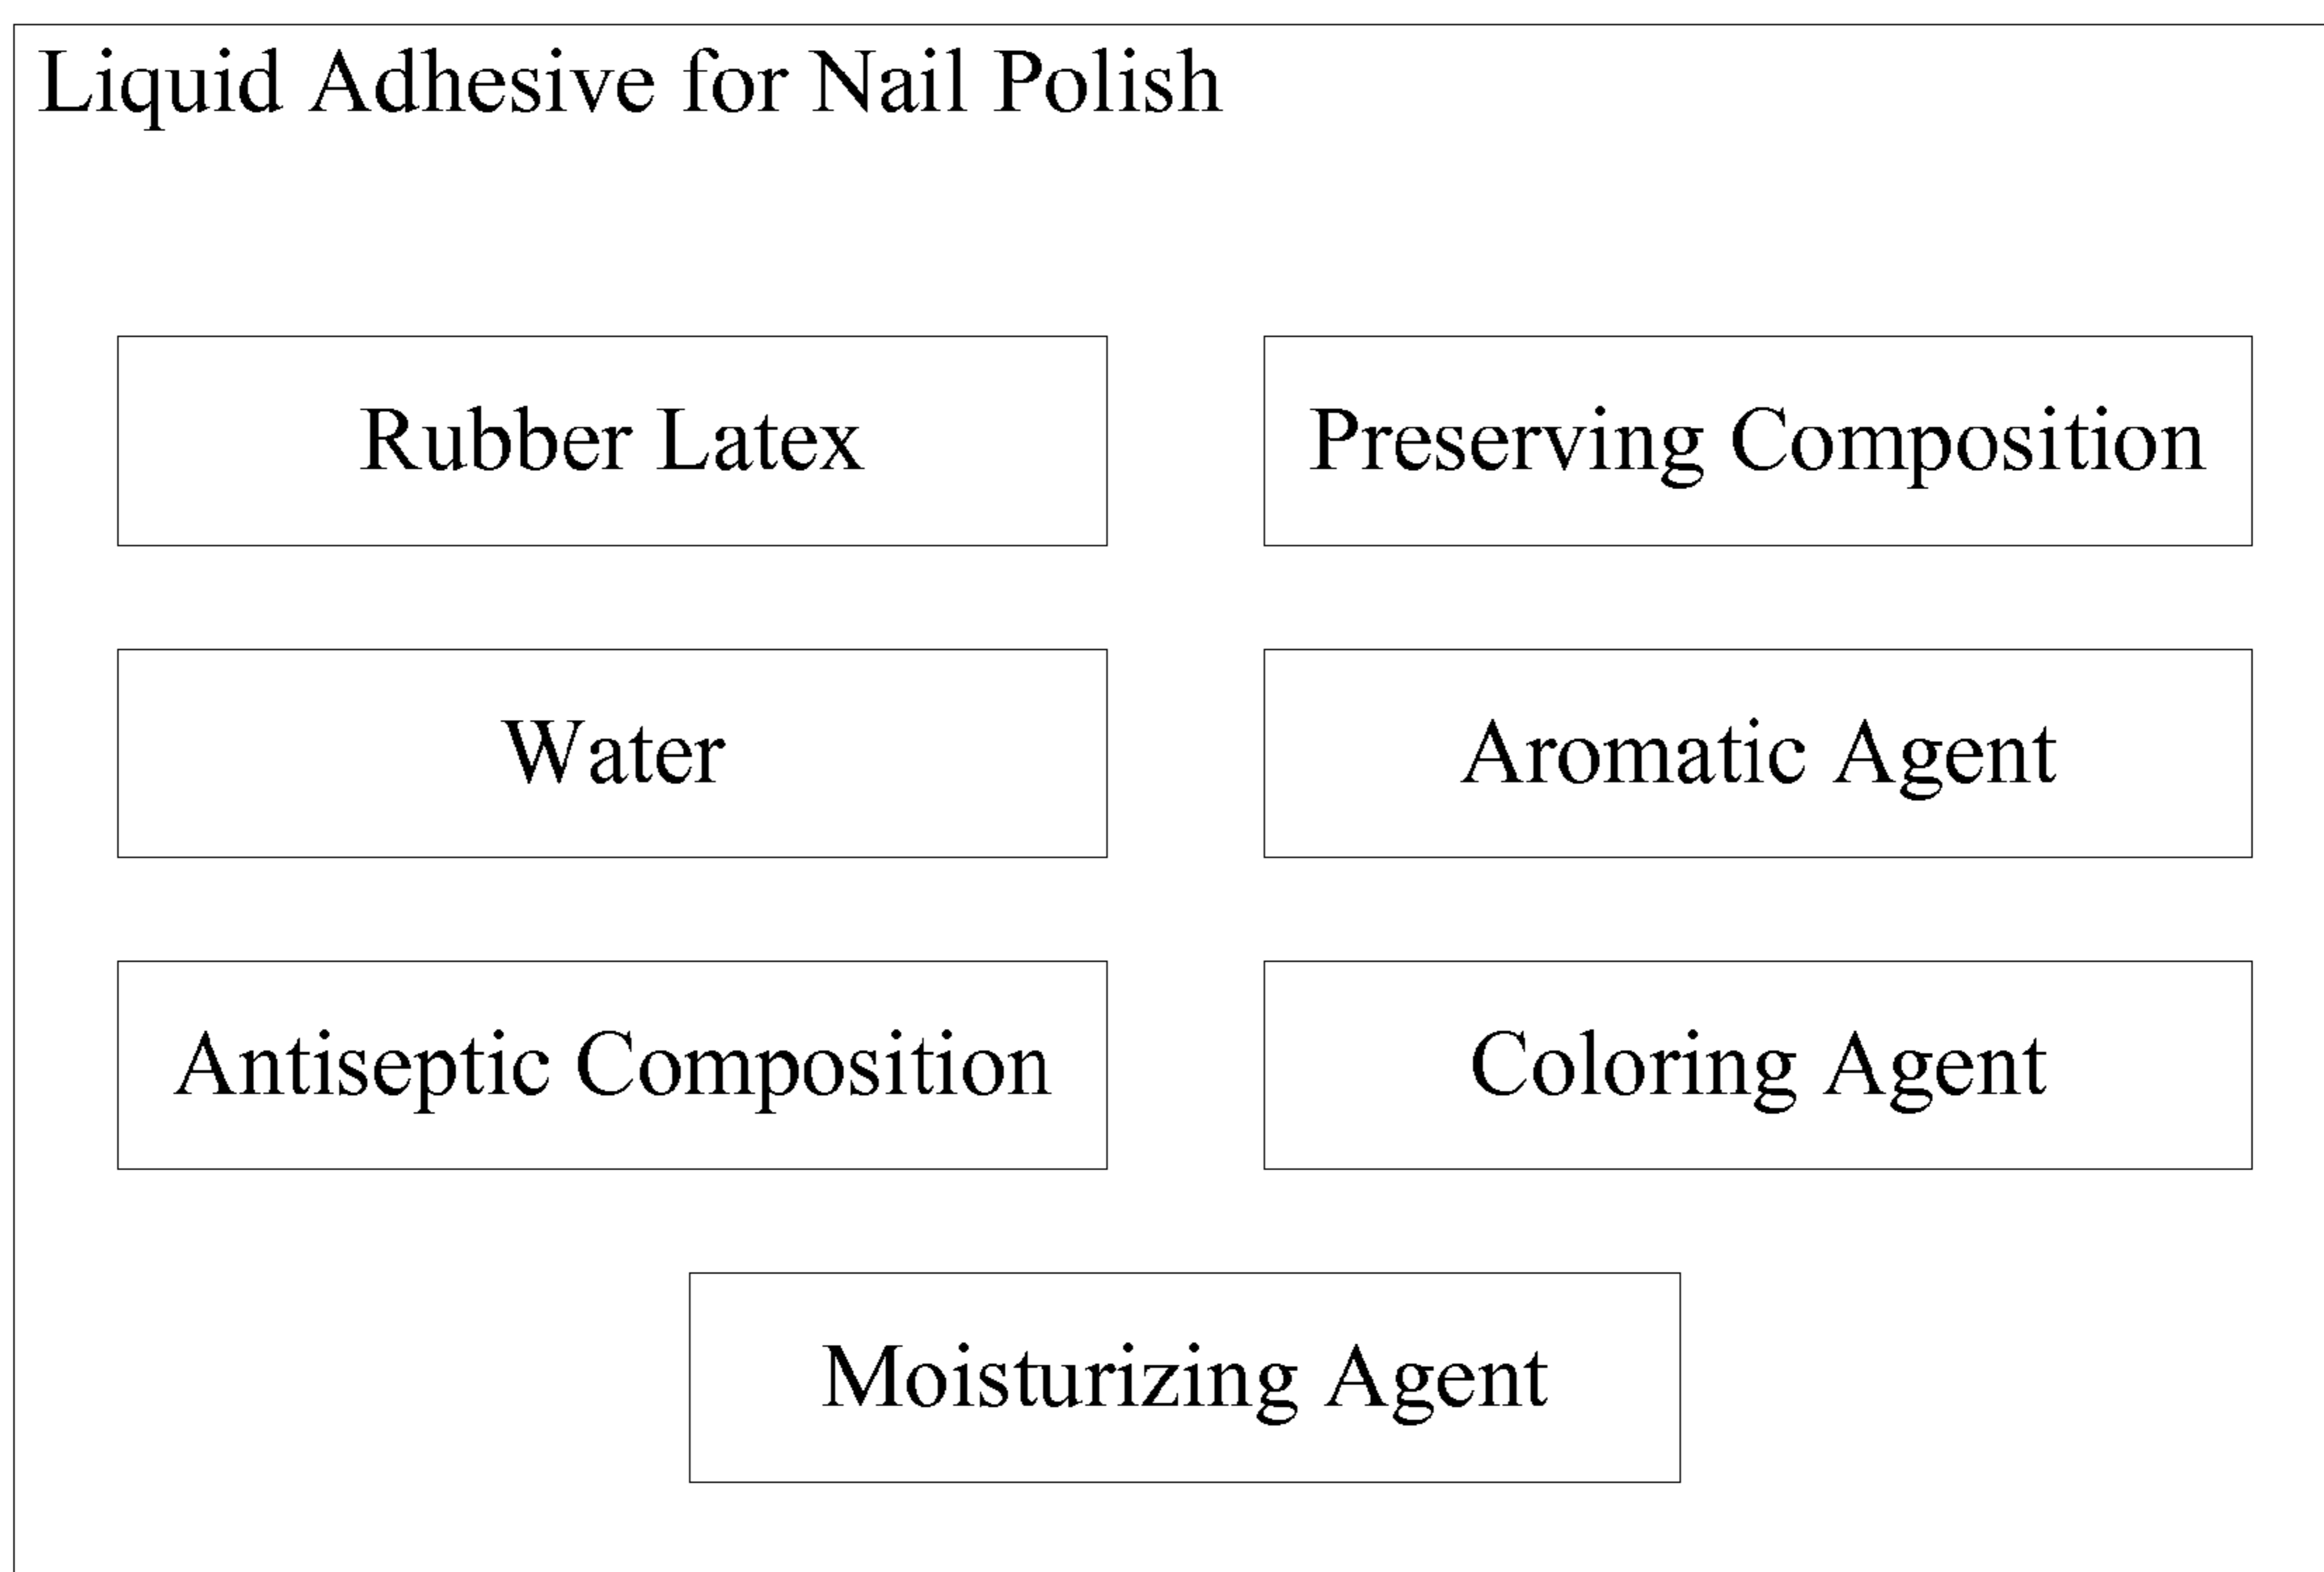 Liquid Adhesive for Nail Polish
Rubber Latex
Preserving Composition
Water
Aromatic Agent
Antiseptic Composition
Coloring Agent
Moisturizing Agent